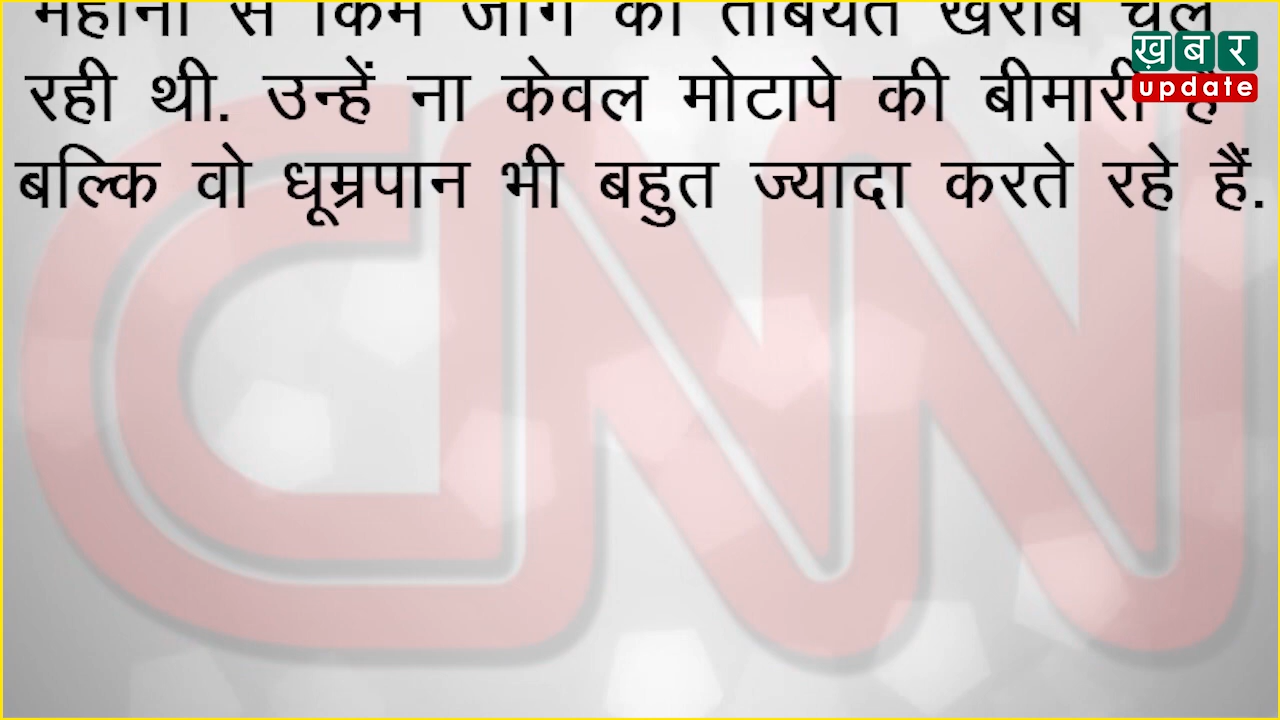 महीनों से किम जोंग की तबियत खराब चल
रही थी. उन्हें ना केवल मोटापे की बीमारी है
बल्कि वो धूम्रपान भी बहुत ज्यादा करते रहे हैं.
ख़बर
update
CNN